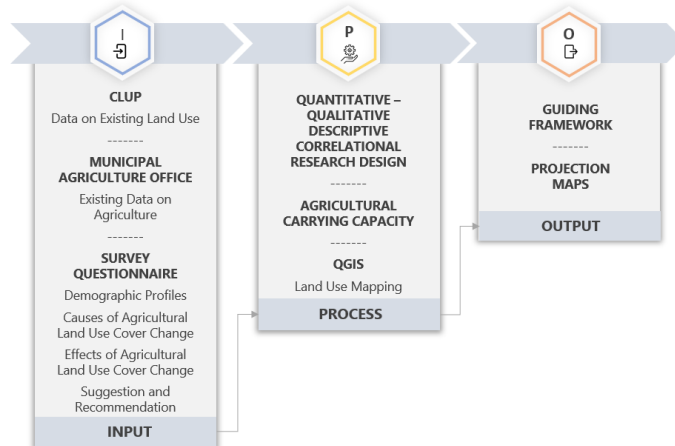 I
CLUP
Data on Existing Land Use
-------
MUNICIPAL
AGRICULTURE OFFICE
Existing Data on
Agriculture
-------
SURVEY
QUESTIONNAIRE
Demographic Profiles
Causes of Agricultural
Land Use Cover Change
Effects of Agricultural
Land Use Cover Change
Suggestion and
Recommendation
INPUT
P
QUANTITATIVE –
QUALITATIVE
DESCRIPTIVE
CORRELATIONAL
RESEARCH DESIGN
-------
AGRICULTURAL
CARRYING CAPACITY
-------
QGIS
Land Use Mapping
PROCESS
O
GUIDING
FRAMEWORK
-------
PROJECTION
MAPS
OUTPUT